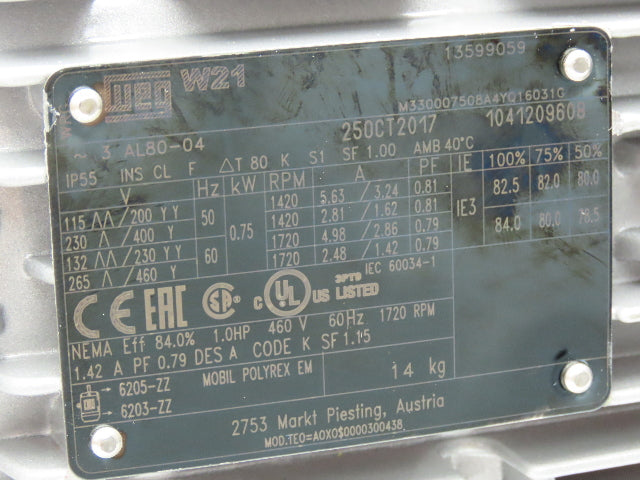 WEG W21 13599059
M330007508A4YQ16031G
~ 3 AL80-04 25OCT2017 1041209608
IP55 INS CL F ΔT 80 K S1 SF 1.00 AMB 40°C
V Hz kW RPM A PF IE 100% 75% 50%
115 ΔΔ/200 YY 50 0.75 1420 5.63/3.24 0.81 IE3 82.5 82.0 80.0
230 Δ/400 Y 1420 2.81/1.62 0.81
132 ΔΔ/230 YY 60 1720 4.98/2.86 0.79 84.0 80.0 78.5
265 Δ/460 Y 1720 2.48/1.42 0.79
IEC 60034-1
CE EAC SA C UL US LISTED 3PT9
NEMA Eff 84.0% 1.0HP 460 V 60Hz 1720 RPM
1.42 A PF 0.79 DES A CODE K SF 1.15
6205-ZZ MOBIL POLYREX EM 14 kg
6203-ZZ
2753 Markt Piesting, Austria
MOD.TEO=AOXO$0000300438